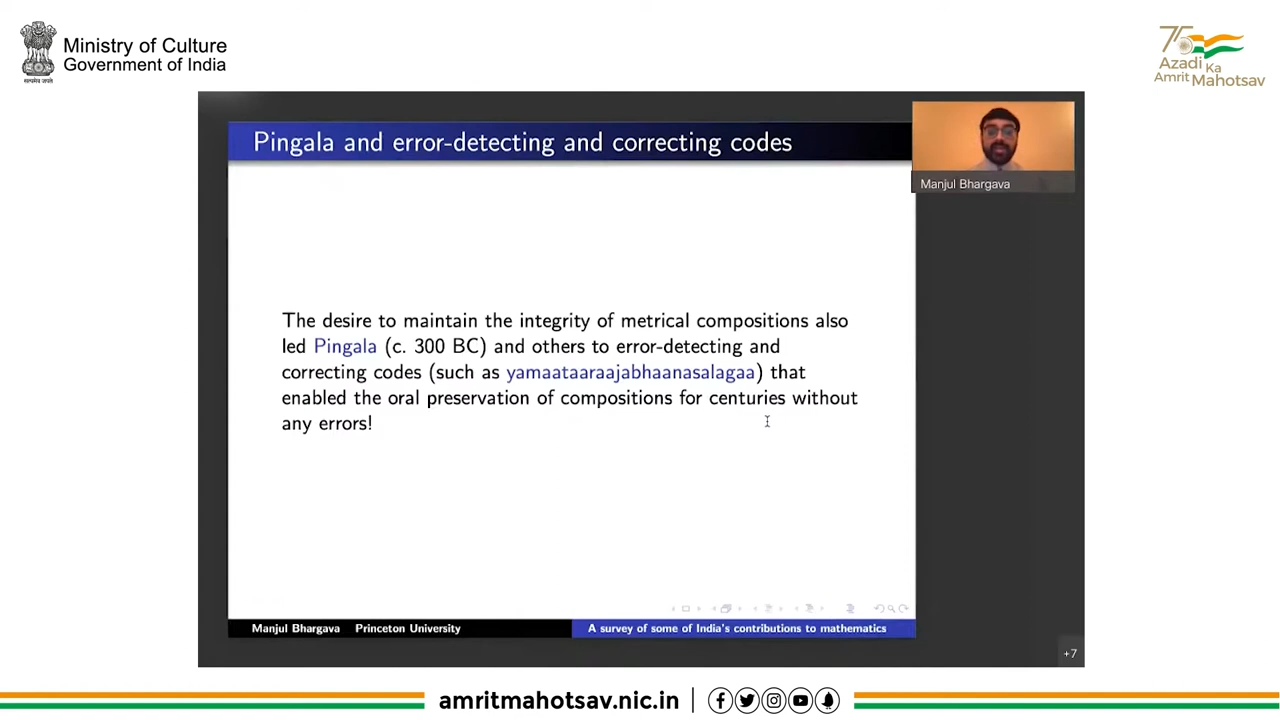 Ministry of Culture
Government of India
75
Azadi Ka
Amrit Mahotsav
Pingala and error-detecting and correcting codes
Manjul Bhargava
The desire to maintain the integrity of metrical compositions also
led Pingala (c. 300 BC) and others to error-detecting and
correcting codes (such as yamaataaraajabhaanasalagaa) that
enabled the oral preservation of compositions for centuries without
any errors!
Manjul Bhargava Princeton University
A survey of some of India's contributions to mathematics
+7
amritmahotsav.nic.in